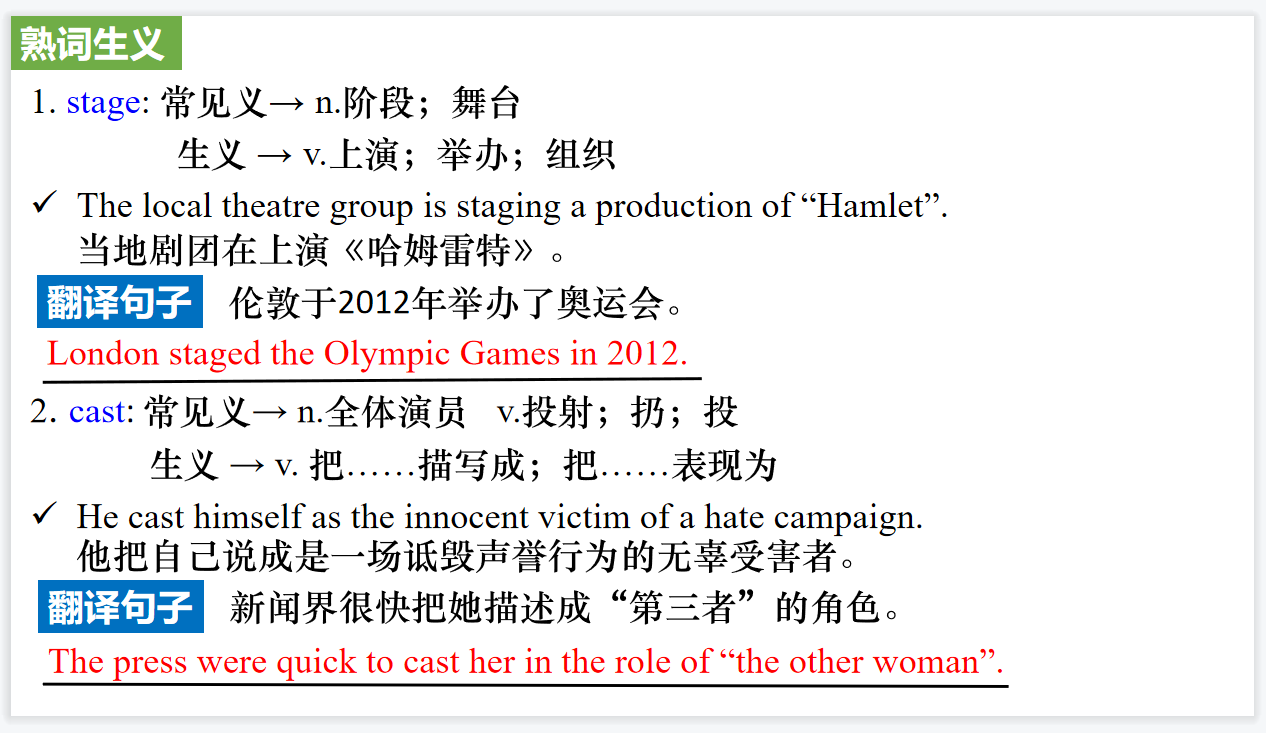 熟词生义
1. stage: 常见义→ n.阶段；舞台
生义 → v.上演；举办；组织
✓ The local theatre group is staging a production of “Hamlet”.
当地剧团在上演《哈姆雷特》。
翻译句子 伦敦于2012年举办了奥运会。
London staged the Olympic Games in 2012.
2. cast: 常见义→ n.全体演员 v.投射；扔；投
生义 → v. 把……描写成；把……表现为
✓ He cast himself as the innocent victim of a hate campaign.
他把自己说成是一场诋毁声誉行为的无辜受害者。
翻译句子 新闻界很快把她描述成“第三者”的角色。
The press were quick to cast her in the role of “the other woman”.